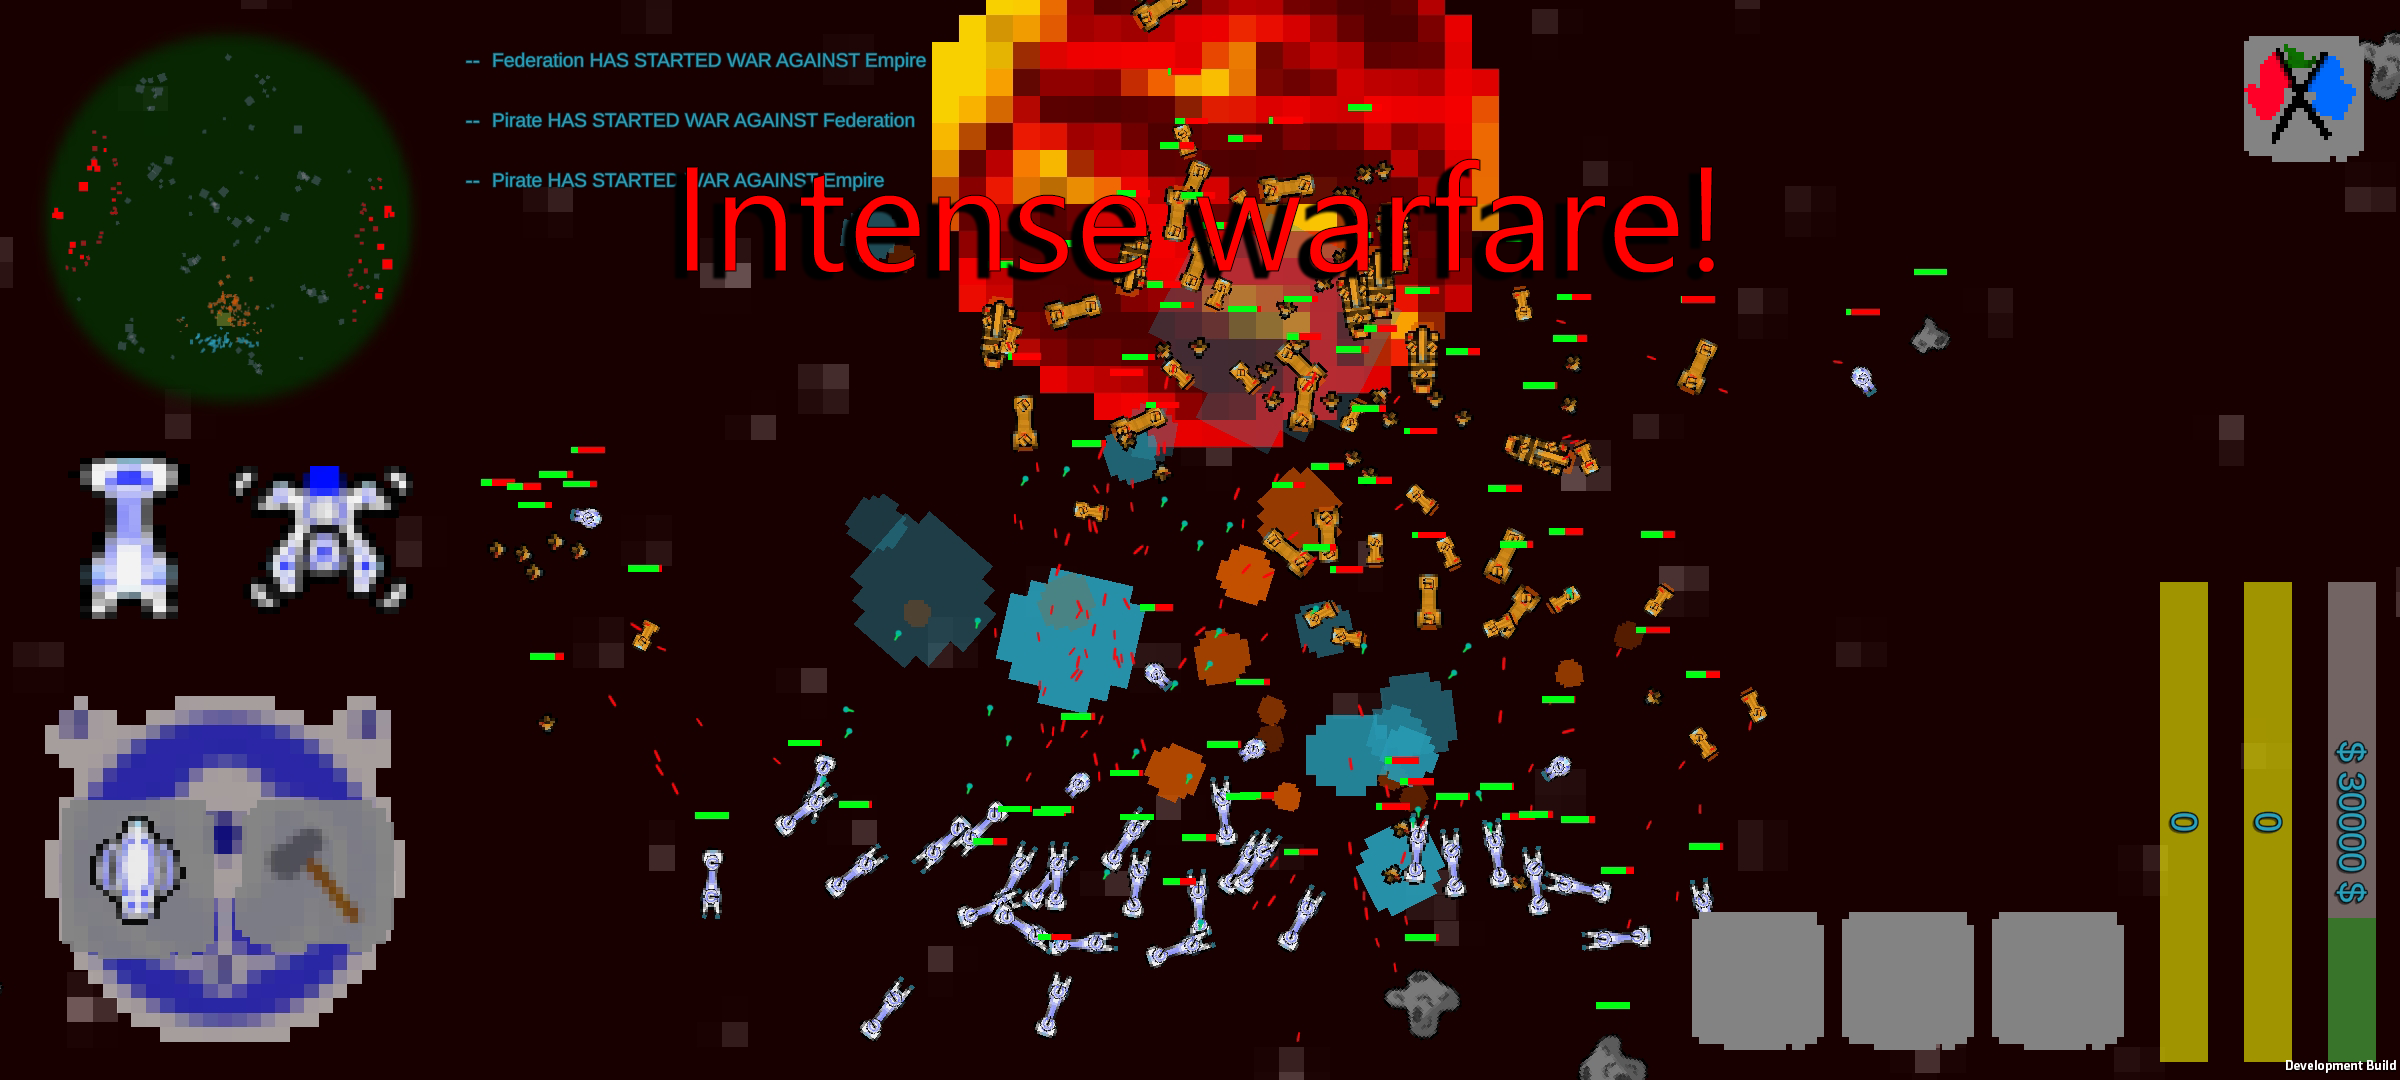 -- Federation HAS STARTED WAR AGAINST Empire
-- Pirate HAS STARTED WAR AGAINST Federation
-- Pirate HAS STARTED WAR AGAINST Empire
Intense warfare!
0
0
$ 30000 $
Development Build